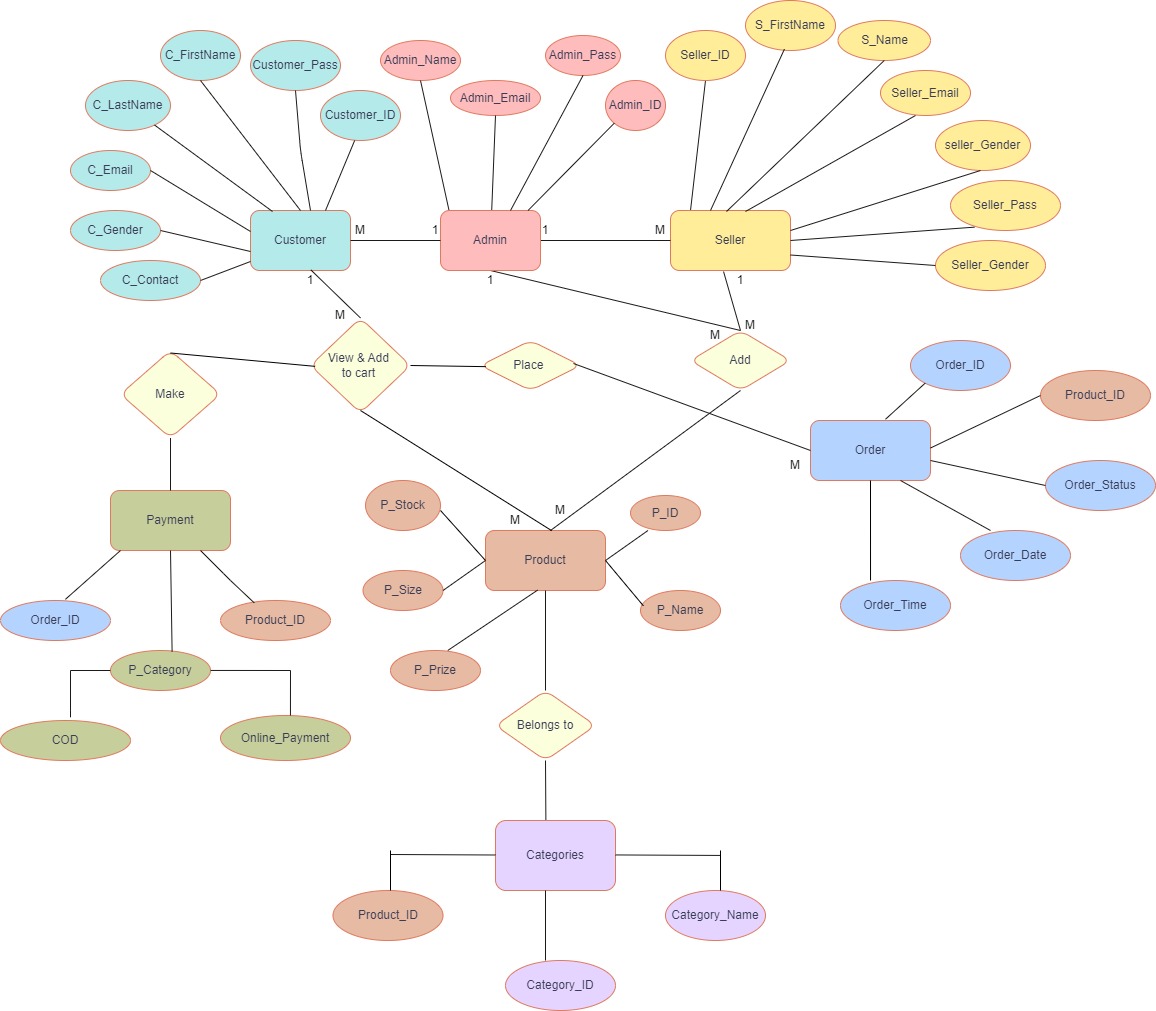 S_FirstName
C_FirstName
Customer_Pass
Admin_Name
Admin_Pass
Seller_ID
S_Name
C_LastName
Customer_ID
Admin_Email
Admin_ID
Seller_Email
C_Email
seller_Gender
C_Gender
Seller_Pass
C_Contact
Seller_Gender
Customer
M
1
Admin
1
M
Seller
1
1
1
M
M
M
View & Add
to cart
Place
Add
Make
Order_ID
Product_ID
Order
M
Order_Status
Order_Date
Order_Time
Payment
P_Stock
M
M
P_ID
Product
P_Size
P_Name
P_Prize
Order_ID
Product_ID
P_Category
COD
Online_Payment
Belongs to
Categories
Product_ID
Category_Name
Category_ID